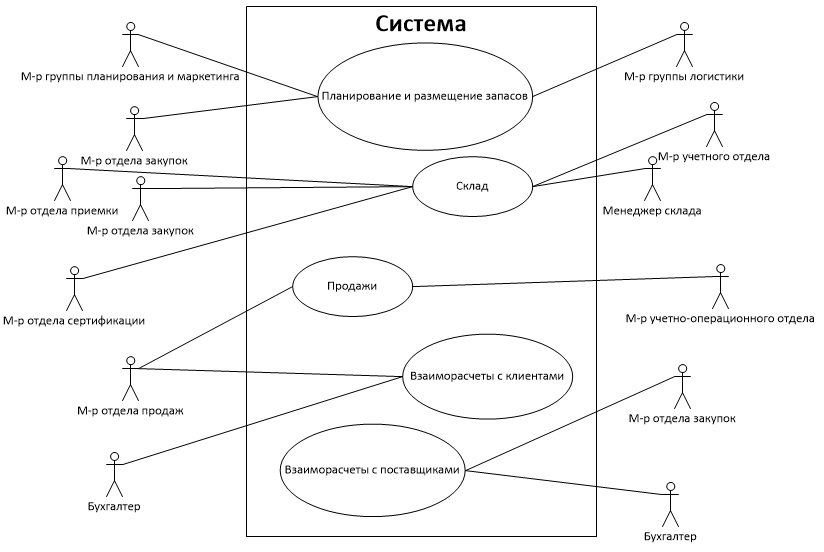 Система
М-р группы планирования и маркетинга
Планирование и размещение запасов
М-р группы логистики
М-р отдела закупок
М-р учетного отдела
М-р отдела приемки
М-р отдела закупок
Склад
Менеджер склада
М-р отдела сертификации
Продажи
М-р учетно-операционного отдела
М-р отдела продаж
Взаиморасчеты с клиентами
М-р отдела закупок
Взаиморасчеты с поставщиками
Бухгалтер
Бухгалтер